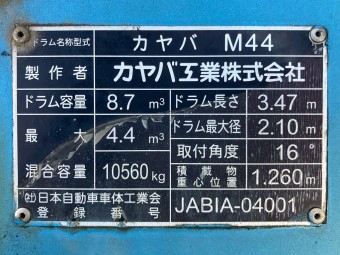 ドラム名称型式 カヤバ M44
製作者 カヤバ工業株式会社
ドラム容量 8.7 m³ ドラム長さ 3.47 m
最大 4.4 m³ ドラム最大径 2.10 m
混合容量 10560 kg 取付角度 16°
積載物重心位置 1.260 m
㈳日本自動車車体工業会
登録番号 JABIA-04001